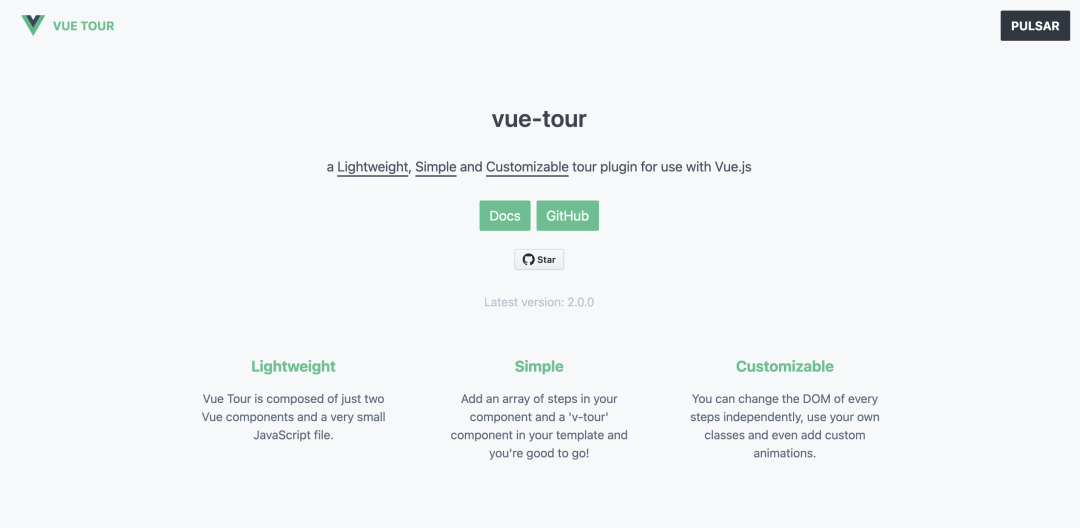 VUE TOUR
PULSAR
vue-tour
a Lightweight, Simple and Customizable tour plugin for use with Vue.js
Docs GitHub
Star
Latest version: 2.0.0
Lightweight
Vue Tour is composed of just two
Vue components and a very small
JavaScript file.
Simple
Add an array of steps in your
component and a 'v-tour'
component in your template and
you're good to go!
Customizable
You can change the DOM of every
steps independently, use your own
classes and even add custom
animations.